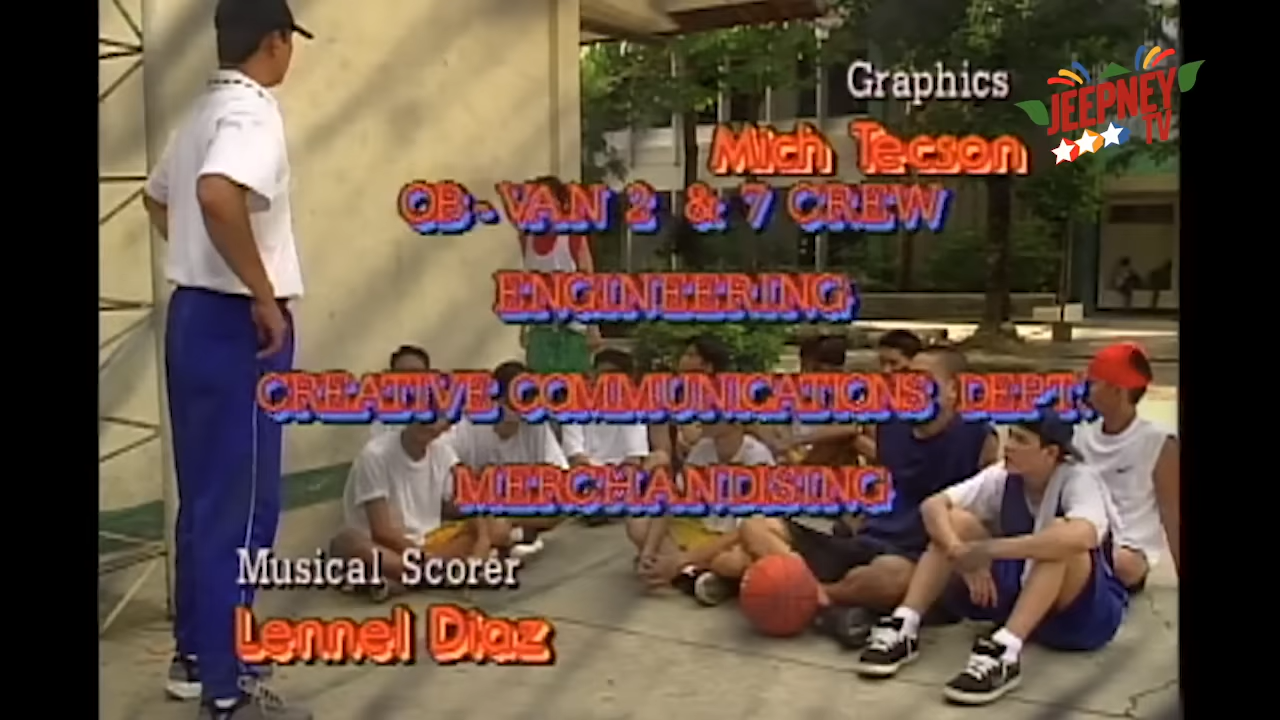 Graphics
JEEPNEY
TV
Mich Tecson
OB-VAN 2 & 7 CREW
ENGINEERING
CREATIVE COMMUNICATIONS DEPT.
MERCHANDISING
Musical Scorer
Lennel Diaz